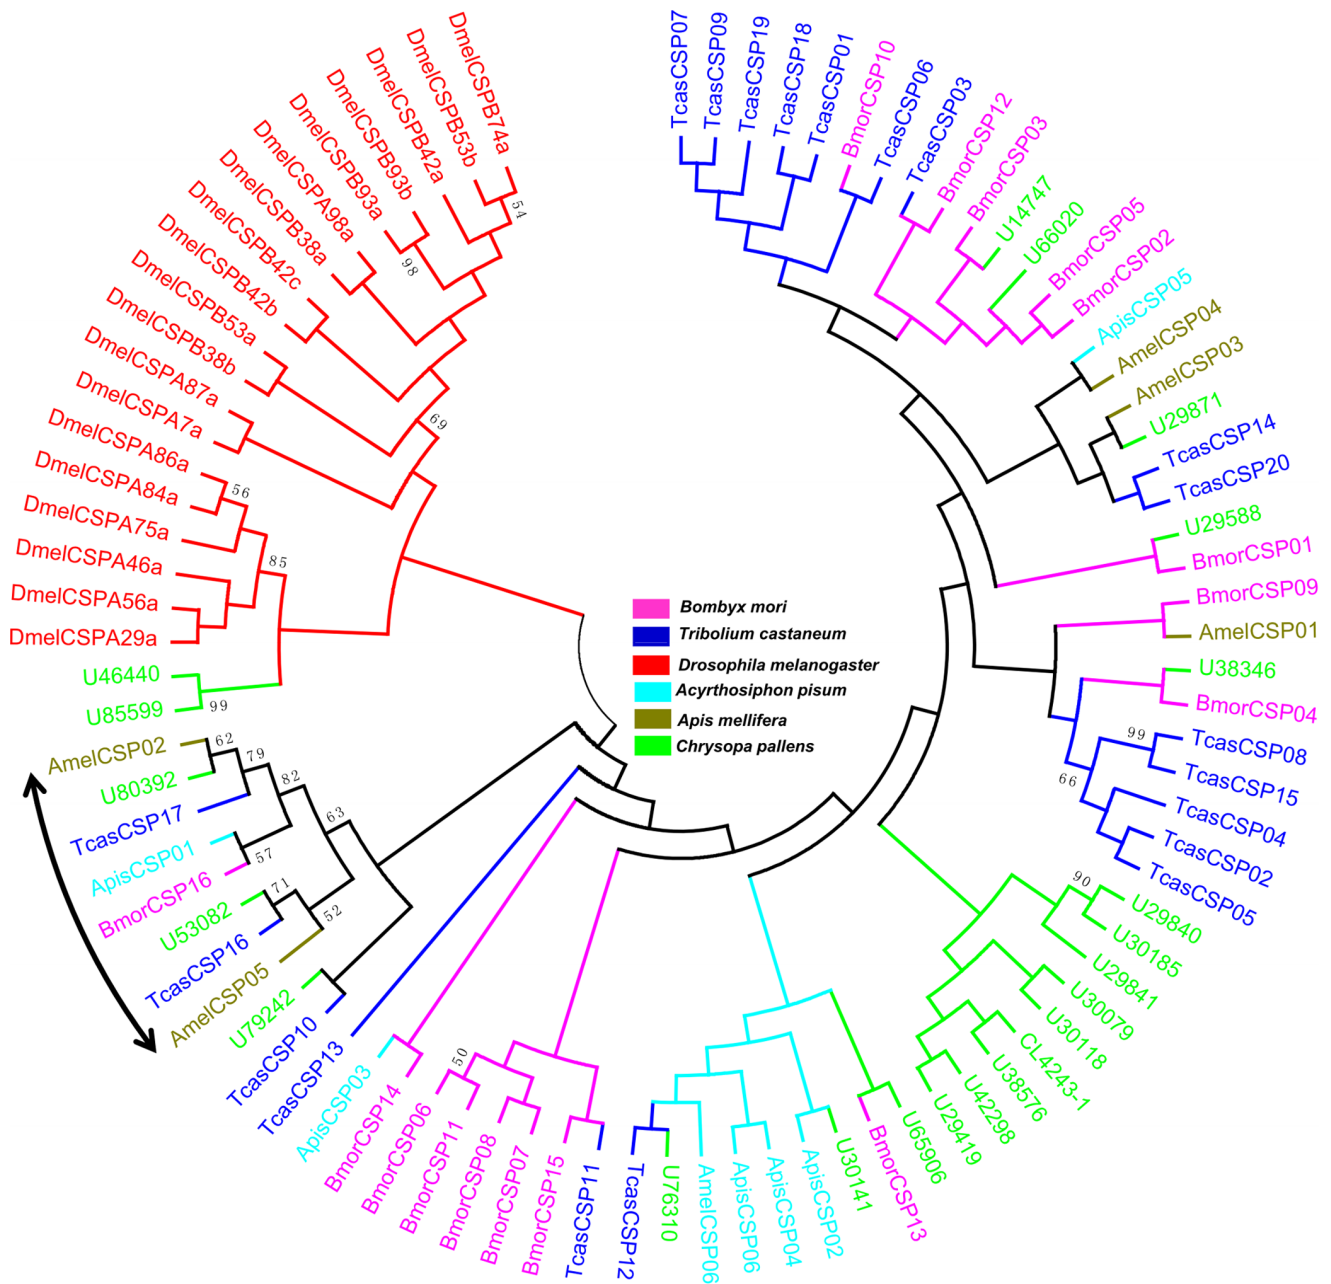 TcasCSP07
TcasCSP09
TcasCSP19
TcasCSP18
TcasCSP01
BmorCSP10
TcasCSP06
TcasCSP03
BmorCSP12
BmorCSP03
U14747
U66020
BmorCSP05
BmorCSP02
ApisCSP05
AmelCSP04
AmelCSP03
U29871
TcasCSP14
TcasCSP20
U29588
BmorCSP01
BmorCSP09
AmelCSP01
U38346
BmorCSP04
99
TcasCSP08
TcasCSP15
66
TcasCSP04
TcasCSP02
TcasCSP05
90
U29840
U30185
U29841
U30079
U30118
CL4243-1
U38576
U42298
U29419
U65906
BmorCSP13
U30141
ApisCSP02
ApisCSP04
ApisCSP06
AmelCSP06
U76310
TcasCSP12
TcasCSP11
BmorCSP15
BmorCSP07
BmorCSP08
BmorCSP11
50
BmorCSP06
BmorCSP14
ApisCSP03
TcasCSP13
TcasCSP10
U79242
AmelCSP05
52
TcasCSP16
71
U53082
63
BmorCSP16
57
ApisCSP01
82
TcasCSP17
79
U80392
62
AmelCSP02
U85599
99
U46440
DmelCSPA29a
DmelCSPA56a
DmelCSPA46a
85
DmelCSPA75a
DmelCSPA84a
56
DmelCSPA86a
DmelCSPA7a
DmelCSPA87a
69
DmelCSPB38b
DmelCSPB53a
DmelCSPB42b
DmelCSPB42c
DmelCSPB38a
DmelCSPA98a
DmelCSPB93a
98
DmelCSPB93b
DmelCSPB42a
DmelCSPB53b
54
DmelCSPB74a
Bombyx mori
Tribolium castaneum
Drosophila melanogaster
Acyrthosiphon pisum
Apis mellifera
Chrysopa pallens